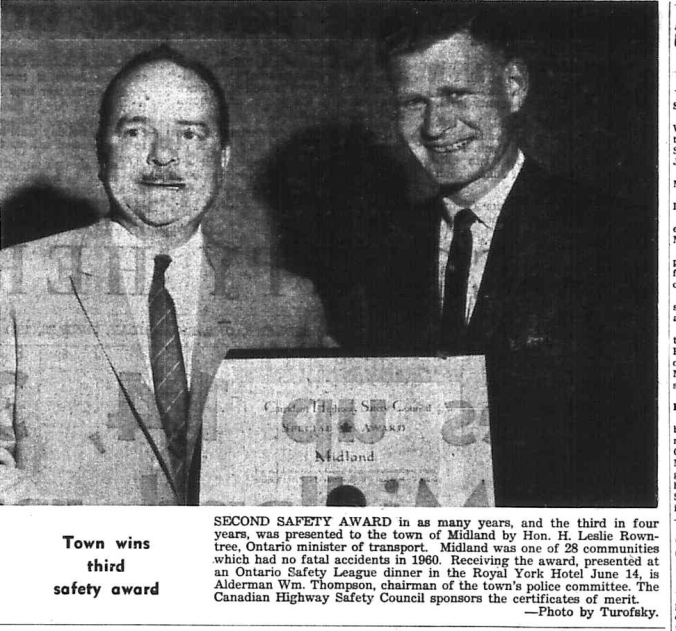 Canadian Highway Safety Council
SPECIAL AWARD
Midland
Town wins
third
safety award
SECOND SAFETY AWARD in as many years, and the third in four
years, was presented to the town of Midland by Hon. H. Leslie Rown-
tree, Ontario minister of transport. Midland was one of 28 communities
which had no fatal accidents in 1960. Receiving the award, presented at
an Ontario Safety League dinner in the Royal York Hotel June 14, is
Alderman Wm. Thompson, chairman of the town's police committee. The
Canadian Highway Safety Council sponsors the certificates of merit.
—Photo by Turofsky.